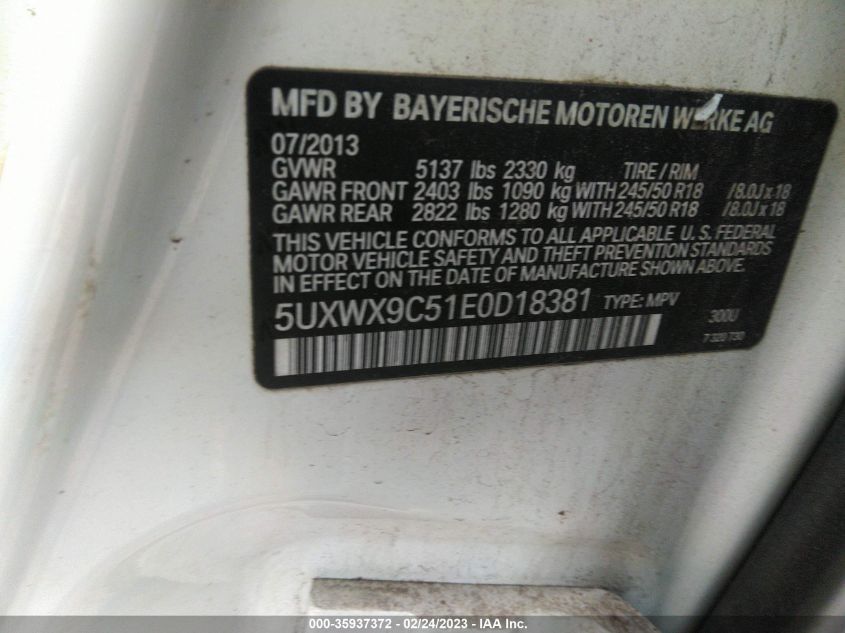 MFD BY BAYERISCHE MOTOREN WERKE AG
07/2013
GVWR 5137 lbs 2330 kg TIRE / RIM
GAWR FRONT 2403 lbs 1090 kg WITH 245/50 R18 /8.0J x 18
GAWR REAR 2822 lbs 1280 kg WITH 245/50 R18 /8.0J x 18
THIS VEHICLE CONFORMS TO ALL APPLICABLE U.S. FEDERAL
MOTOR VEHICLE SAFETY AND THEFT PREVENTION STANDARDS
IN EFFECT ON THE DATE OF MANUFACTURE SHOWN ABOVE.
5UXWX9C51E0D18381 TYPE: MPV
300U
7 320 730
000-35937372 - 02/24/2023 - IAA Inc.